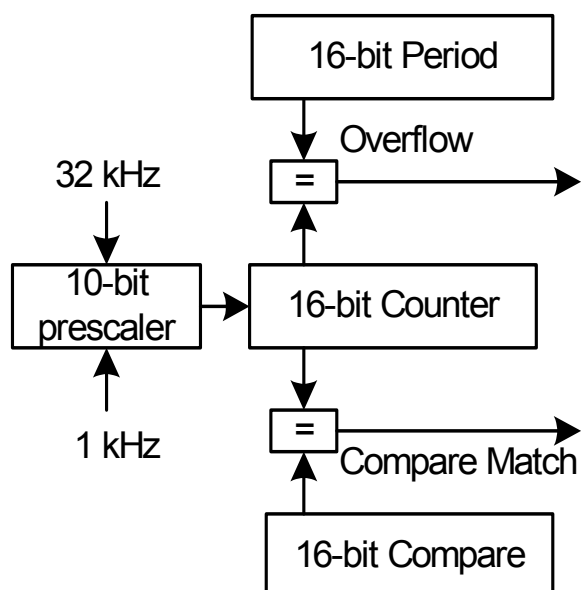 16-bit Period
Overflow
=
32 kHz
10-bit
prescaler
16-bit Counter
=
1 kHz
Compare Match
16-bit Compare